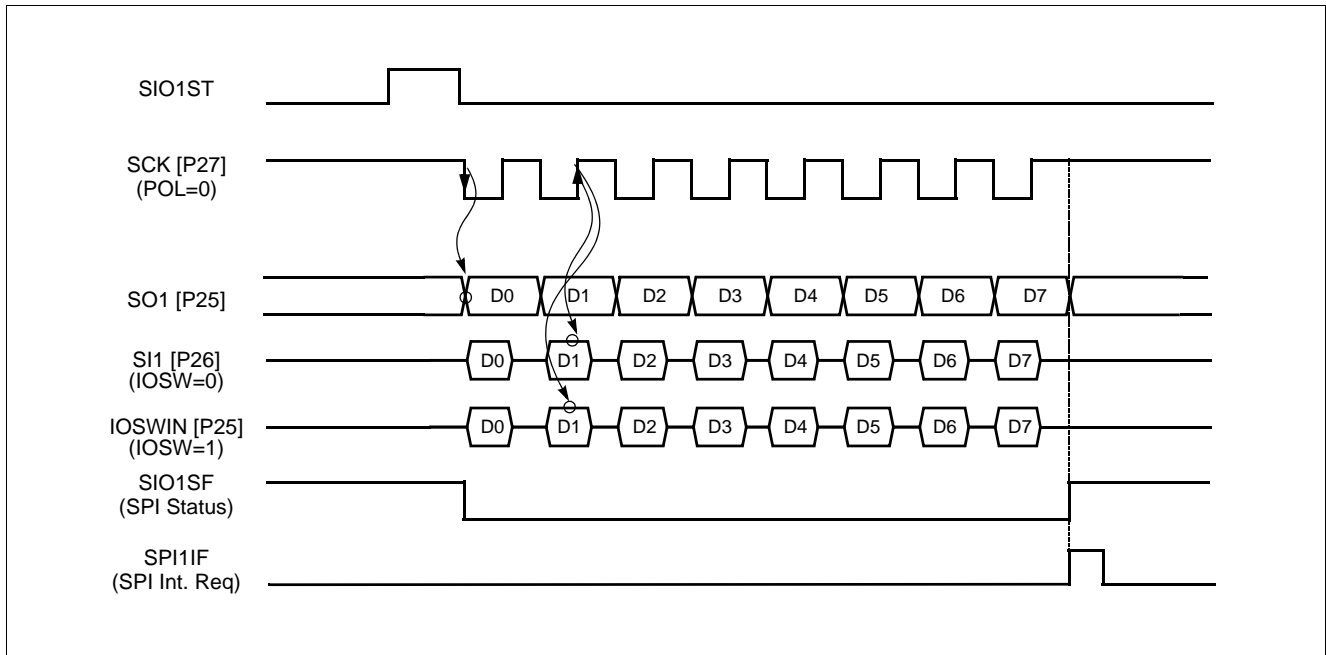 SIO1ST
SCK [P27]
(POL=0)
SO1 [P25]
D0 D1 D2 D3 D4 D5 D6 D7
SI1 [P26]
(IOSW=0)
D0 D1 D2 D3 D4 D5 D6 D7
IOSWIN [P25]
(IOSW=1)
D0 D1 D2 D3 D4 D5 D6 D7
SIO1SF
(SPI Status)
SPI1IF
(SPI Int. Req)